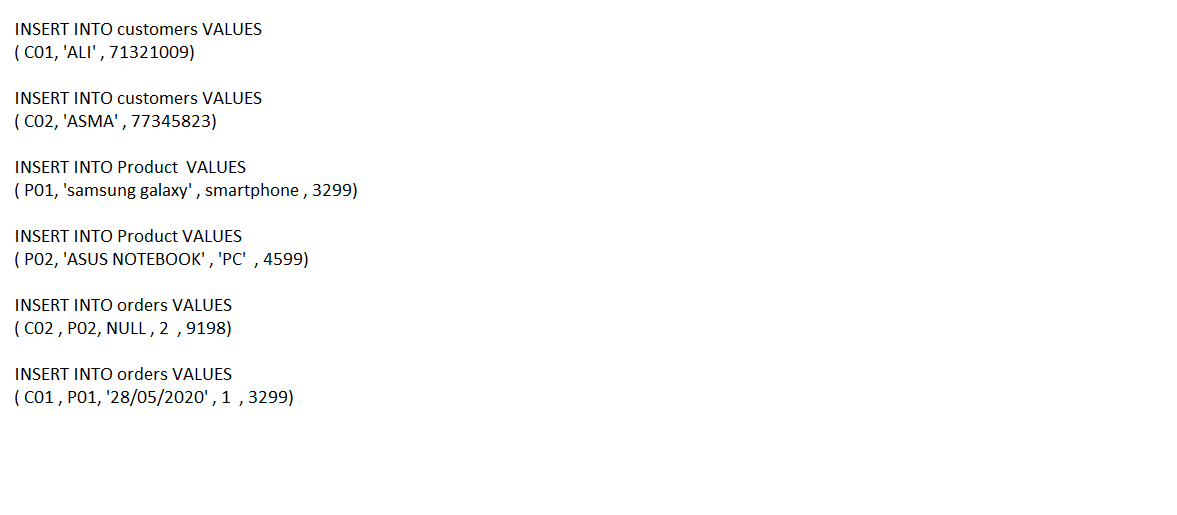 INSERT INTO customers VALUES
( C01, 'ALI' , 71321009)
INSERT INTO customers VALUES
( C02, 'ASMA' , 77345823)
INSERT INTO Product  VALUES
( P01, 'samsung galaxy' , smartphone , 3299)
INSERT INTO Product VALUES
( P02, 'ASUS NOTEBOOK' , 'PC'  , 4599)
INSERT INTO orders VALUES
( C02 , P02, NULL , 2  , 9198)
INSERT INTO orders VALUES
( C01 , P01, '28/05/2020' , 1  , 3299)